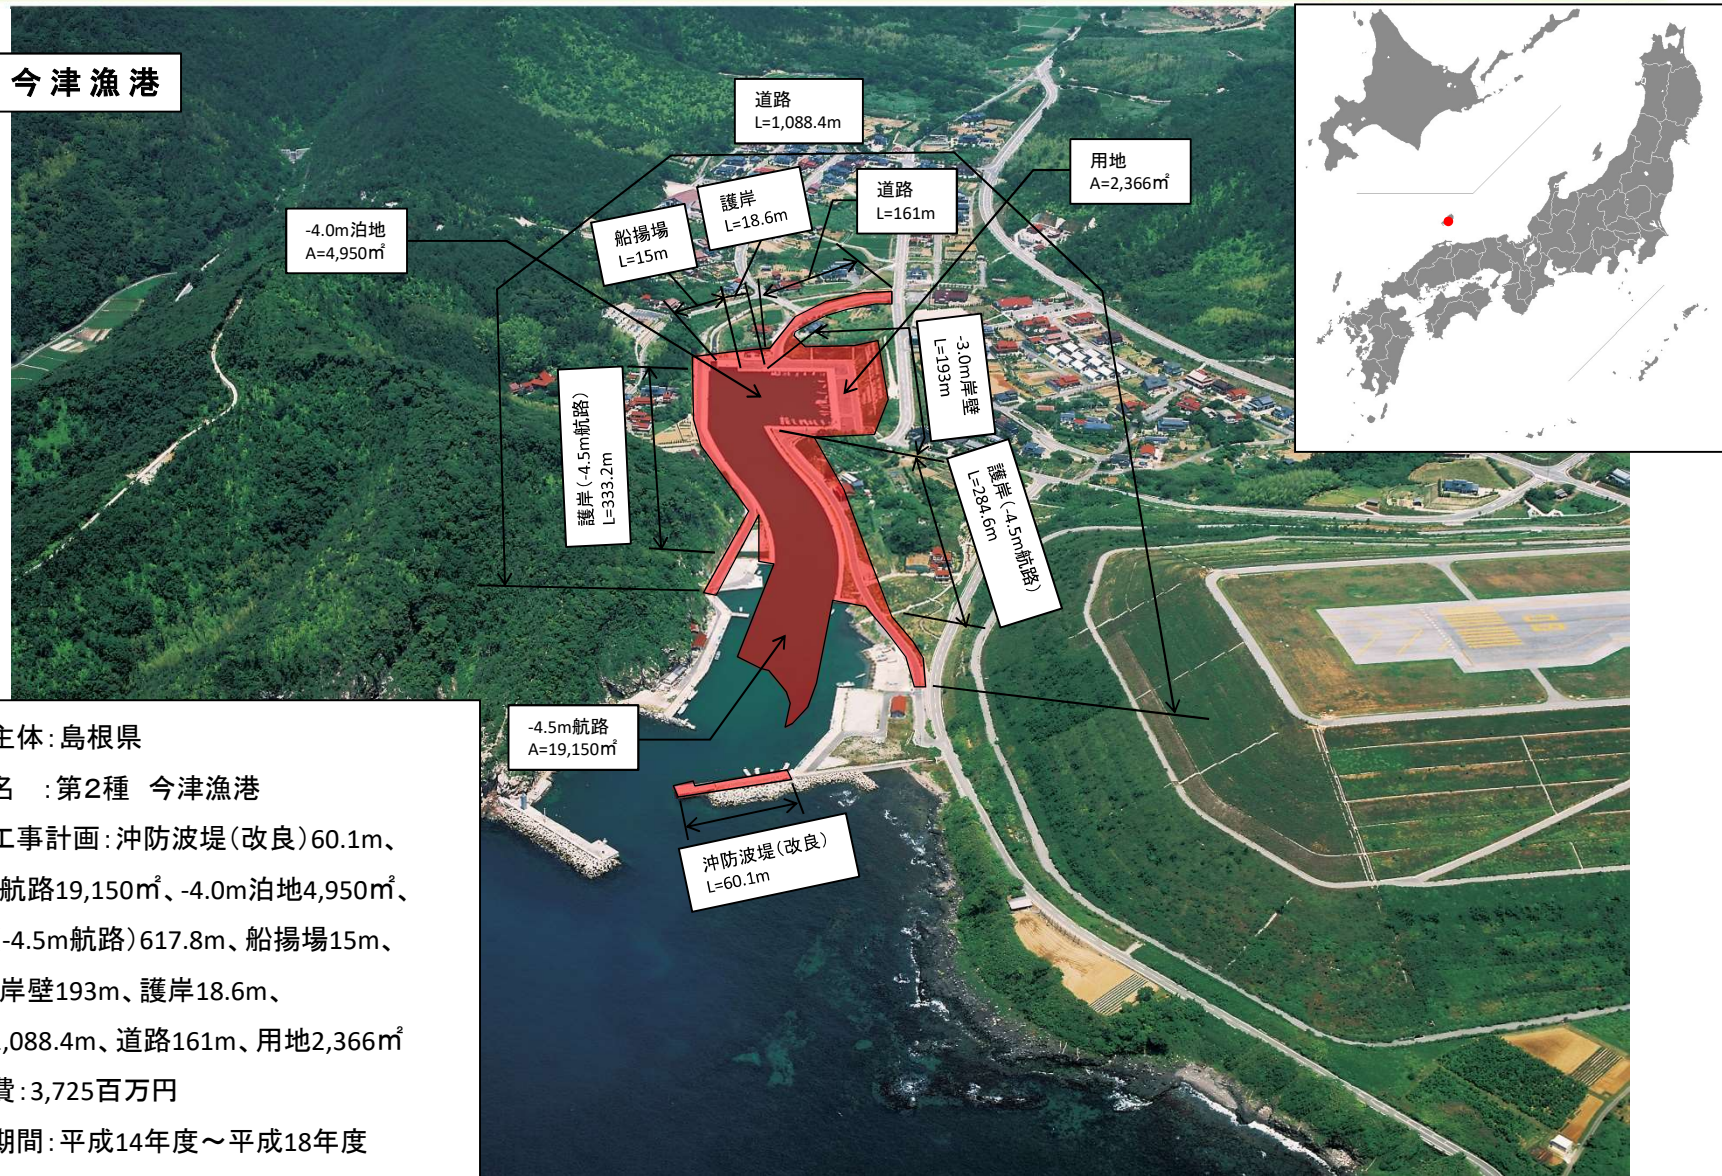 今津漁港
道路
L=1,088.4m
用地
A=2,366㎡
道路
L=161m
護岸
L=18.6m
船揚場
L=15m
-4.0m泊地
A=4,950㎡
-3.0m岸壁
L=193m
護岸(-4.5m航路)
L=333.2m
護岸(-4.5m航路)
L=284.6m
-4.5m航路
A=19,150㎡
沖防波堤(改良)
L=60.1m
主体:島根県
名 :第2種 今津漁港
工事計画:沖防波堤(改良)60.1m、
航路19,150㎡、-4.0m泊地4,950㎡、
-4.5m航路)617.8m、船揚場15m、
岸壁193m、護岸18.6m、
,088.4m、道路161m、用地2,366㎡
費:3,725百万円
期間:平成14年度~平成18年度